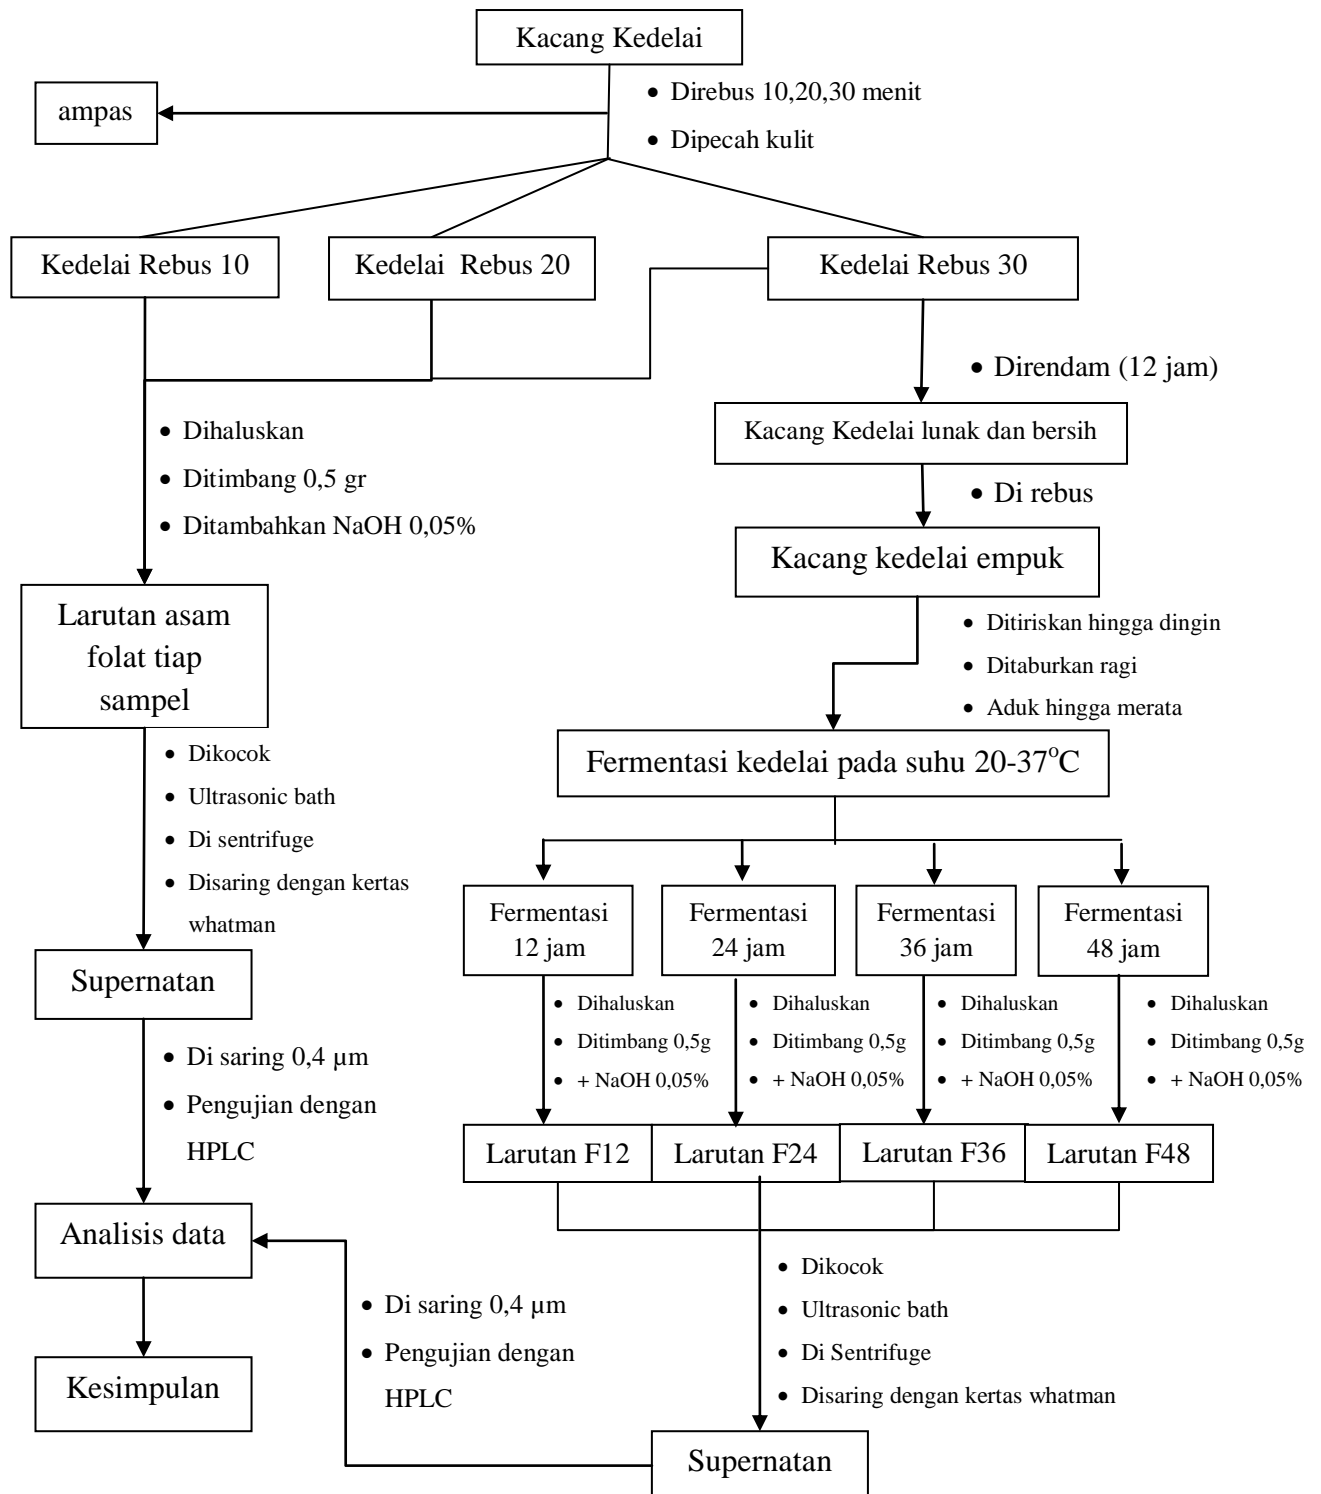 Kacang Kedelai
• Direbus 10,20,30 menit
ampas
• Dipecah kulit
Kedelai Rebus 10
Kedelai Rebus 20
Kedelai Rebus 30
• Direndam (12 jam)
Kacang Kedelai lunak dan bersih
• Di rebus
Kacang kedelai empuk
• Ditiriskan hingga dingin
• Ditaburkan ragi
• Aduk hingga merata
Fermentasi kedelai pada suhu 20-37°C
• Dihaluskan
• Ditimbang 0,5 gr
• Ditambahkan NaOH 0,05%
Larutan asam
folat tiap
sampel
• Dikocok
• Ultrasonic bath
• Di sentrifuge
• Disaring dengan kertas
whatman
Supernatan
• Di saring 0,4 µm
• Pengujian dengan
HPLC
Analisis data
Kesimpulan
Fermentasi
12 jam
Fermentasi
24 jam
Fermentasi
36 jam
Fermentasi
48 jam
• Dihaluskan
• Ditimbang 0,5g
• + NaOH 0,05%
• Dihaluskan
• Ditimbang 0,5g
• + NaOH 0,05%
• Dihaluskan
• Ditimbang 0,5g
• + NaOH 0,05%
• Dihaluskan
• Ditimbang 0,5g
• + NaOH 0,05%
Larutan F12
Larutan F24
Larutan F36
Larutan F48
• Dikocok
• Ultrasonic bath
• Di Sentrifuge
• Disaring dengan kertas whatman
Supernatan
• Di saring 0,4 µm
• Pengujian dengan
HPLC